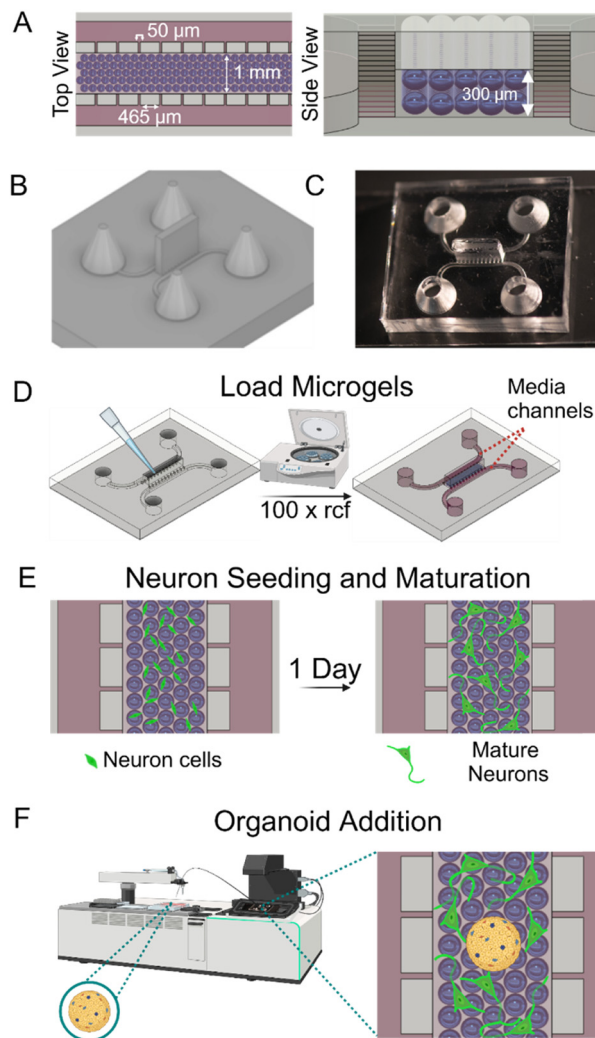 A
Top View
50 µm
1 mm
465 µm
Side View
300 µm
B
C
D
Load Microgels
Media
channels
100 x rcf
E
Neuron Seeding and Maturation
1 Day
Neuron cells
Mature
Neurons
F
Organoid Addition